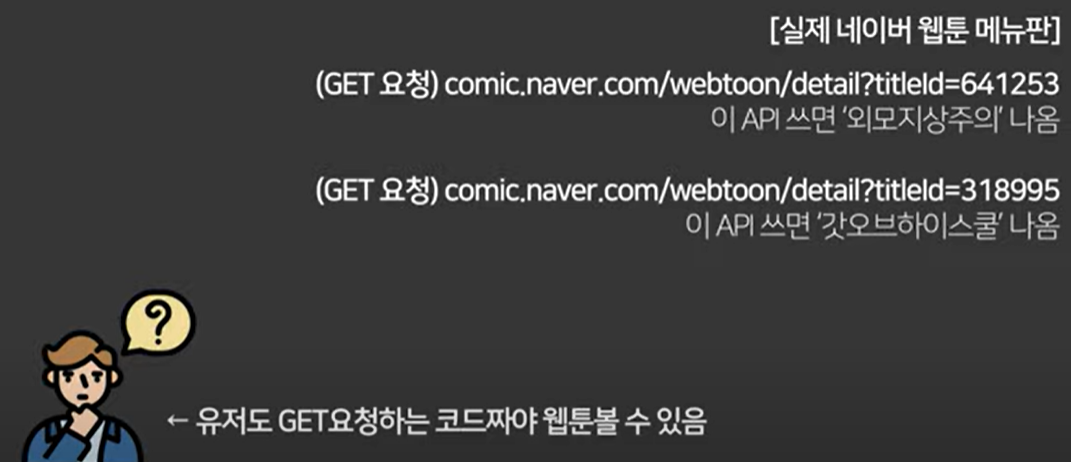 [실제 네이버 웹툰 메뉴판]
(GET 요청) comic.naver.com/webtoon/detail?titleId=641253
이 API 쓰면 '외모지상주의' 나옴
(GET 요청) comic.naver.com/webtoon/detail?titleId=318995
이 API 쓰면 '갓오브하이스쿨' 나옴
?
← 유저도 GET요청하는 코드짜야 웹툰볼 수 있음